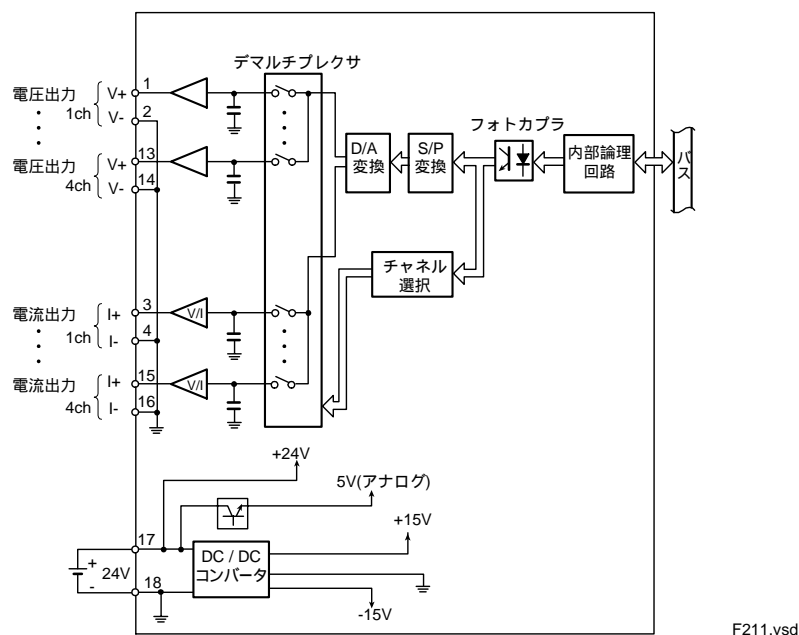 デマルチプレクサ
電圧出力
1ch
V+
1
V-
2
電圧出力
4ch
V+
13
V-
14
D/A
変換
S/P
変換
フォトカプラ
内部論理
回路
バス
チャネル
選択
電流出力
1ch
I+
3
V/I
I-
4
電流出力
4ch
I+
15
V/I
I-
16
+24V
5V(アナログ)
+15V
17
DC / DC
コンバータ
+
24V
-
18
-15V
F211.vsd